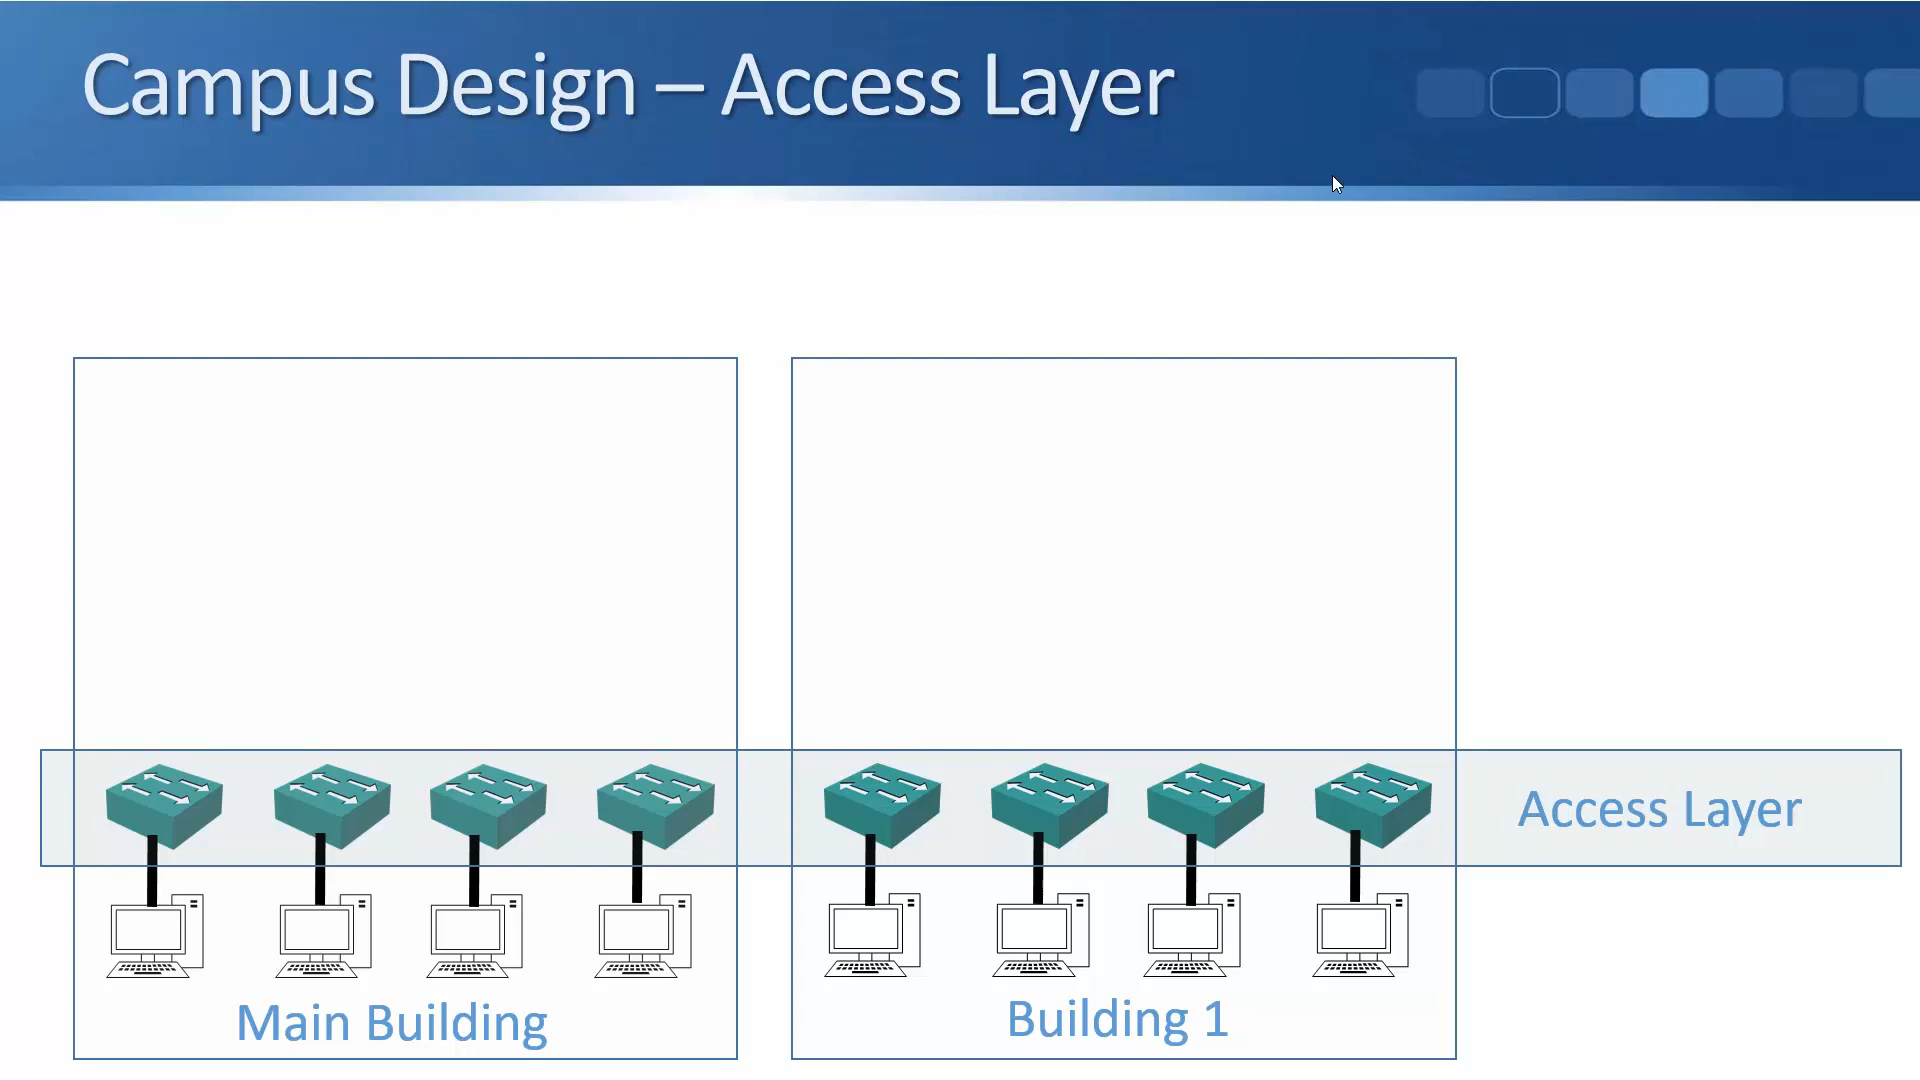 Campus Design – Access Layer
Access Layer
Main Building
Building 1